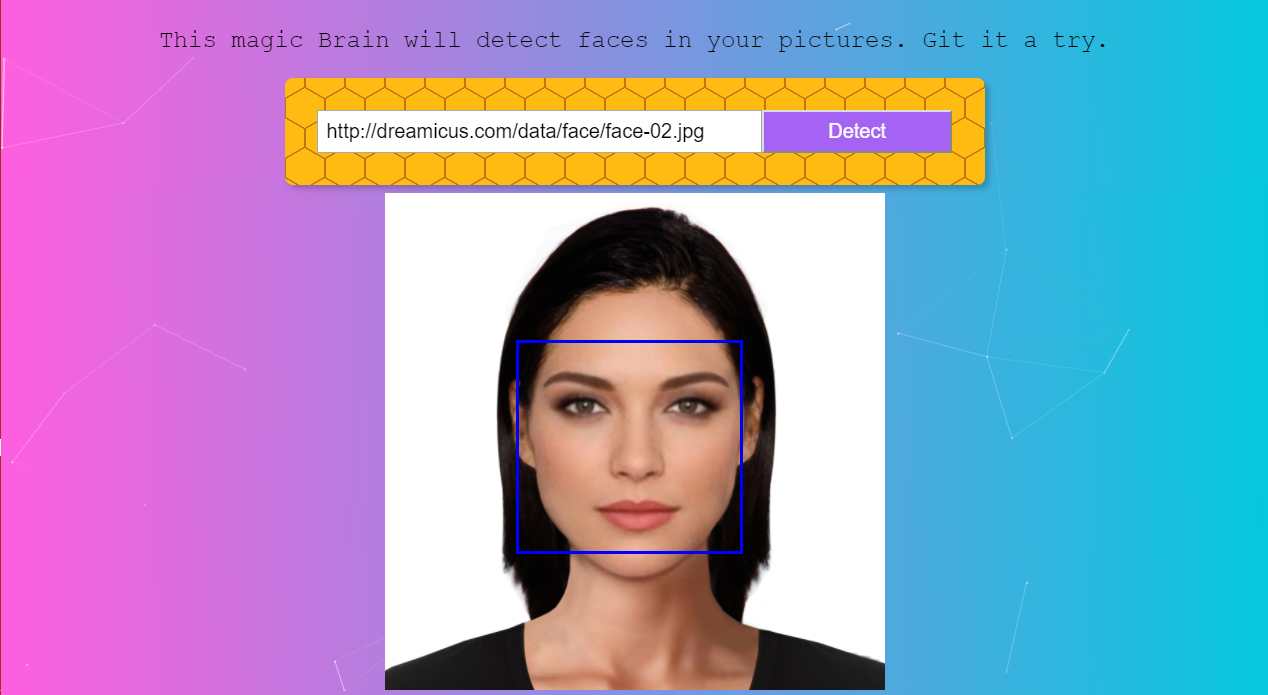 This magic Brain will detect faces in your pictures. Git it a try.
http://dreamicus.com/data/face/face-02.jpg
Detect